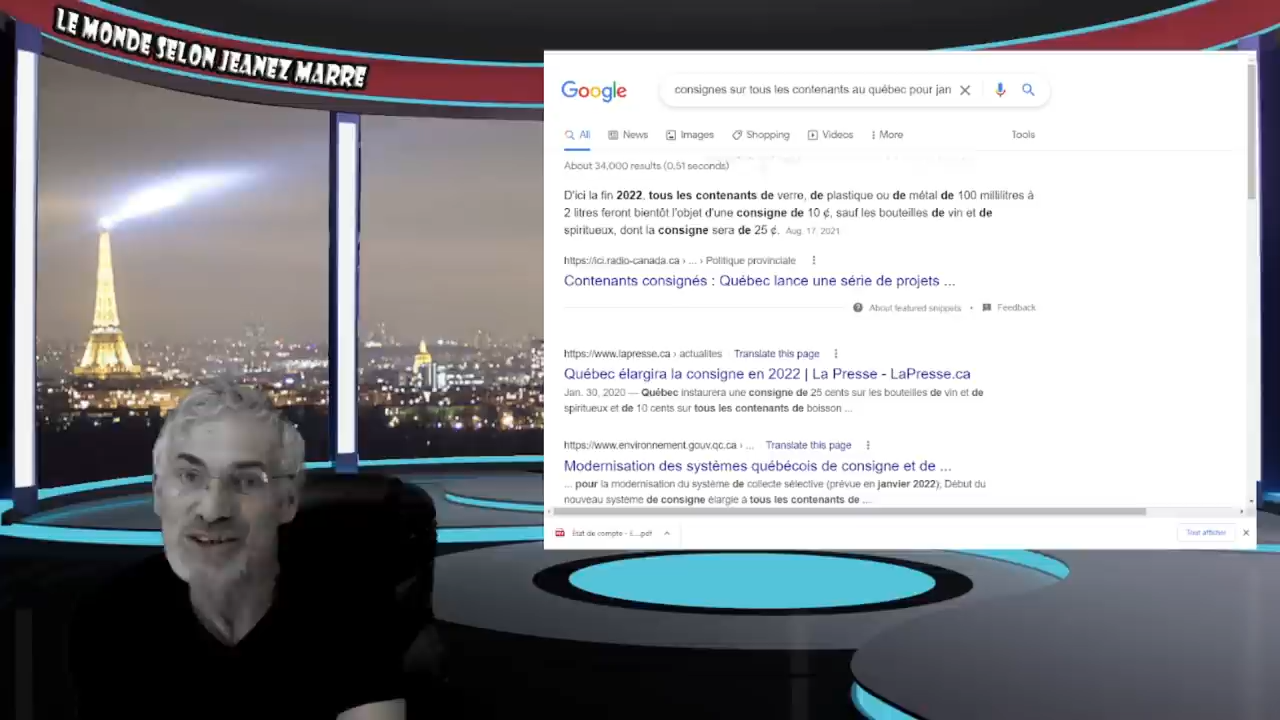 LE MONDE SELON JEANEZ MARRE
Google
consignes sur tous les contenants au québec pour jan
All News Images Shopping Videos More Tools
About 34,000 results (0.51 seconds)
D'ici la fin 2022, tous les contenants de verre, de plastique ou de métal de 100 millilitres à
2 litres feront bientôt l'objet d'une consigne de 10 ¢, sauf les bouteilles de vin et de
spiritueux, dont la consigne sera de 25 ¢. Aug. 17, 2021
https://ici.radio-canada.ca › ... › Politique provinciale
Contenants consignés : Québec lance une série de projets ...
About featured snippets • Feedback
https://www.lapresse.ca › actualites Translate this page
Québec élargira la consigne en 2022 | La Presse - LaPresse.ca
Jan. 30, 2020 — Québec instaurera une consigne de 25 cents sur les bouteilles de vin et de
spiritueux et de 10 cents sur tous les contenants de boisson ...
https://www.environnement.gouv.qc.ca › ... Translate this page
Modernisation des systèmes québécois de consigne et de ...
... pour la modernisation du système de collecte sélective (prévue en janvier 2022); Début du
nouveau système de consigne élargie à tous les contenants de ...
État de compte - i....pdf
Tout afficher